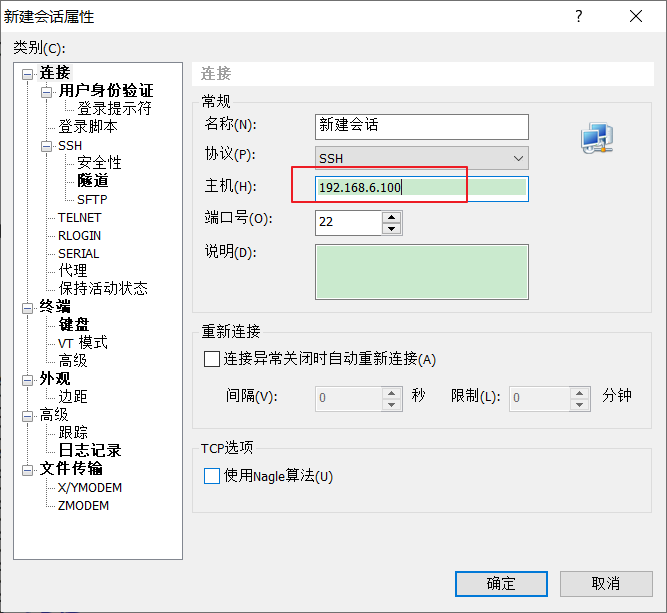 新建会话属性
?
类别(C):
连接
用户身份验证
登录提示符
登录脚本
SSH
安全性
隧道
SFTP
TELNET
RLOGIN
SERIAL
代理
保持活动状态
终端
键盘
VT 模式
高级
外观
边距
高级
跟踪
日志记录
文件传输
X/YMODEM
ZMODEM
连接
常规
名称(N): 新建会话
协议(P): SSH
主机(H): 192.168.6.100
端口号(O): 22
说明(D):
重新连接
连接异常关闭时自动重新连接(A)
间隔(V): 0 秒 限制(L): 0 分钟
TCP选项
使用Nagle算法(U)
确定 取消